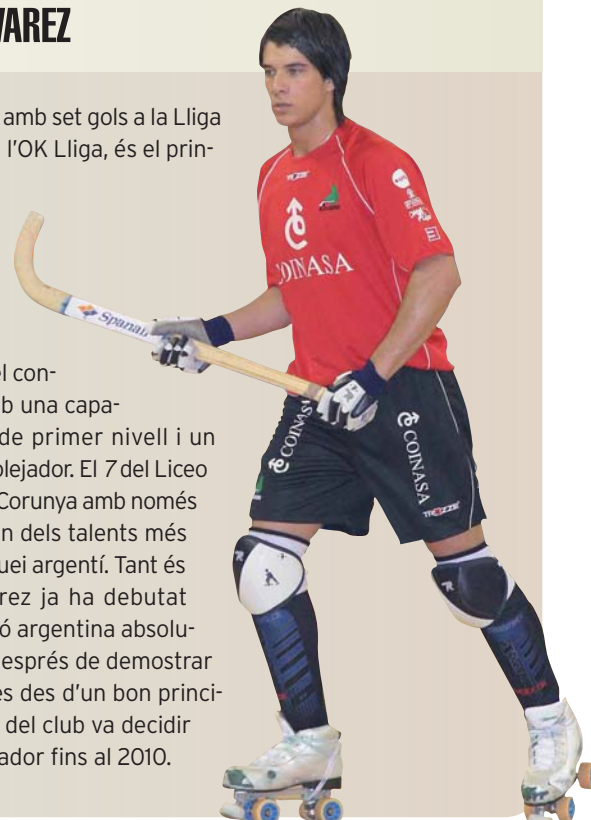 VAREZ
amb set gols a la Lliga
l'OK Lliga, és el prin-
el con-
b una capa-
de primer nivell i un
olejador. El 7 del Liceo
Corunya amb només
n dels talents més
uei argentí. Tant és
rez ja ha debutat
ó argentina absolu-
després de demostrar
es des d'un bon princi-
del club va decidir
ador fins al 2010.
COINASA
Spanai
COINASA
COINASA